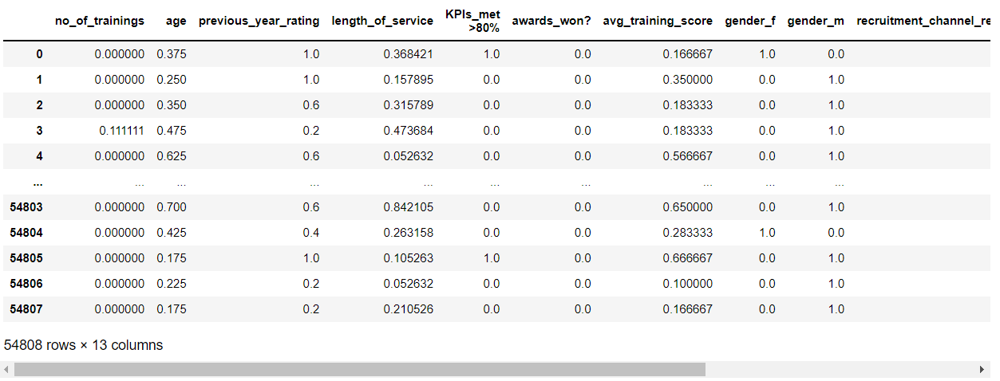 no_of_trainings age previous_year_rating length_of_service KPIs_met >80% awards_won? avg_training_score gender_f gender_m recruitment_channel_re
0 0.000000 0.375 1.0 0.368421 1.0 0.0 0.166667 1.0 0.0
1 0.000000 0.250 1.0 0.157895 0.0 0.0 0.350000 0.0 1.0
2 0.000000 0.350 0.6 0.315789 0.0 0.0 0.183333 0.0 1.0
3 0.111111 0.475 0.2 0.473684 0.0 0.0 0.183333 0.0 1.0
4 0.000000 0.625 0.6 0.052632 0.0 0.0 0.566667 0.0 1.0
... ... ... ... ... ... ... ... ... ...
54803 0.000000 0.700 0.6 0.842105 0.0 0.0 0.650000 0.0 1.0
54804 0.000000 0.425 0.4 0.263158 0.0 0.0 0.283333 1.0 0.0
54805 0.000000 0.175 1.0 0.105263 1.0 0.0 0.666667 0.0 1.0
54806 0.000000 0.225 0.2 0.052632 0.0 0.0 0.100000 0.0 1.0
54807 0.000000 0.175 0.2 0.210526 0.0 0.0 0.166667 0.0 1.0
54808 rows × 13 columns